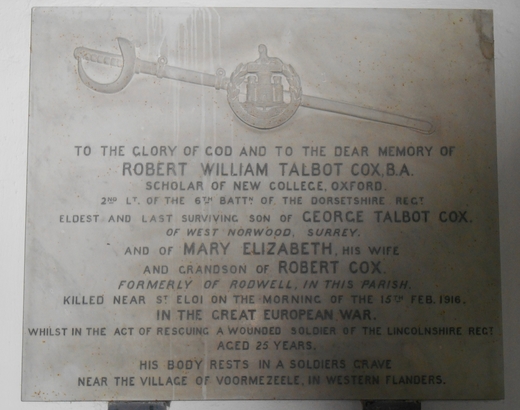 TO THE GLORY OF GOD AND TO THE DEAR MEMORY OF
ROBERT WILLIAM TALBOT COX, B.A.
SCHOLAR OF NEW COLLEGE, OXFORD.
2ND LT. OF THE 6TH BATTN OF THE DORSETSHIRE REGT
ELDEST AND LAST SURVIVING SON OF GEORGE TALBOT COX,
OF WEST NORWOOD, SURREY.
AND OF MARY ELIZABETH, HIS WIFE
AND GRANDSON OF ROBERT COX,
FORMERLY OF RODWELL, IN THIS PARISH.
KILLED NEAR ST ELOI ON THE MORNING OF THE 15TH FEB. 1916,
IN THE GREAT EUROPEAN WAR.
WHILST IN THE ACT OF RESCUING A WOUNDED SOLDIER OF THE LINCOLNSHIRE REGT
AGED 25 YEARS.
HIS BODY RESTS IN A SOLDIERS GRAVE
NEAR THE VILLAGE OF VOORMEZEELE, IN WESTERN FLANDERS.